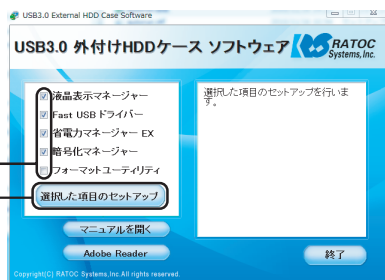 USB3.0 External HDD Case Software
USB3.0 外付けHDDケース ソフトウェア
RATOC
Systems, Inc.
液晶表示マネージャー
Fast USB ドライバー
省電力マネージャー EX
暗号化マネージャー
フォーマットユーティリティ
選択した項目のセットアップ
マニュアルを開く
Adobe Reader
選択した項目のセットアップを行いま
す。
終了
Copyright(C) RATOC Systems,Inc.All rights reserved.